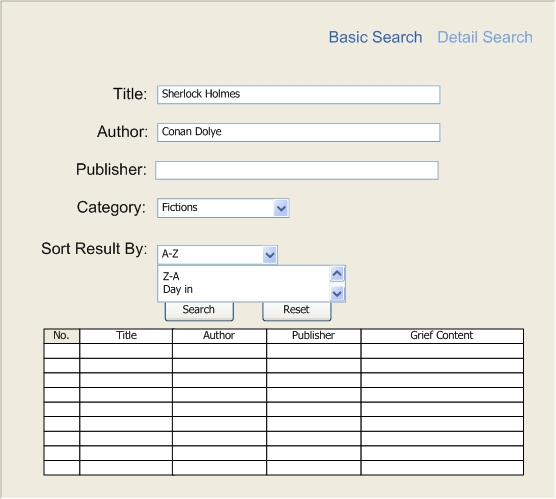 Basic Search Detail Search
Title: Sherlock Holmes
Author: Conan Dolye
Publisher:
Category: Fictions
Sort Result By: A-Z
Z-A
Day in
Search Reset
No. Title Author Publisher Grief Content